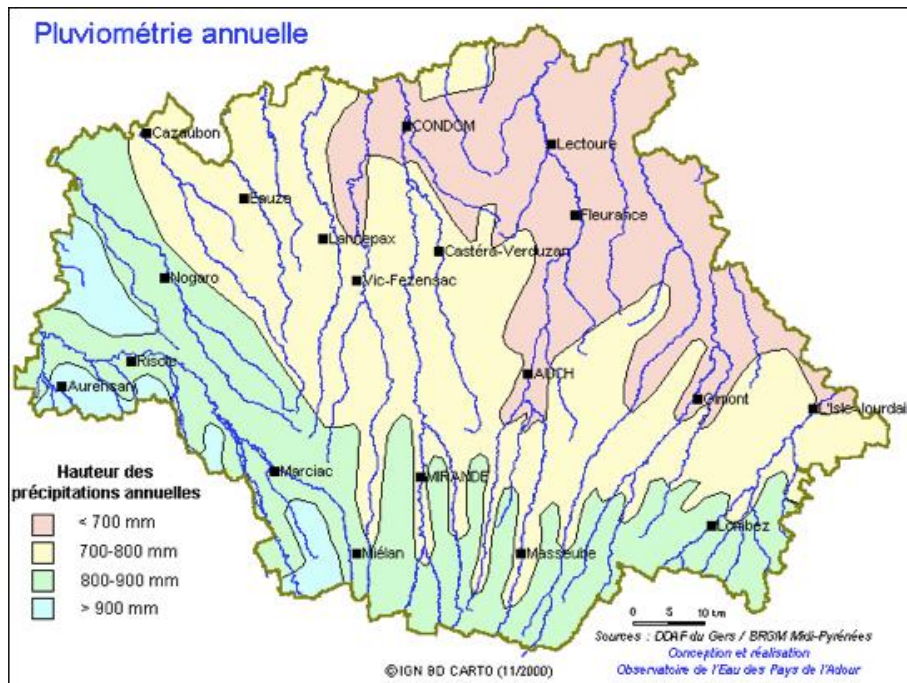 Pluviométrie annuelle
CONDOM
Cazaubon
Lectoure
Eauze
Fleurance
Lannepax
Castéra-Verduzan
Nogaro
Vic-Fezensac
Riscle
AUCH
Aurensan
Gimont
L'Isle-Jourdai
Hauteur des
précipitations annuelles
Marciac
MIRANDE
< 700 mm
700-800 mm
Lombez
Miélan
Masseube
800-900 mm
> 900 mm
0 5 10 km
Sources : DDAF du Gers / BRGM Midi-Pyrénées
Conception et réalisation
©IGN BD CARTO (11/2000)
Observatoire de l'Eau des Pays de l'Adour